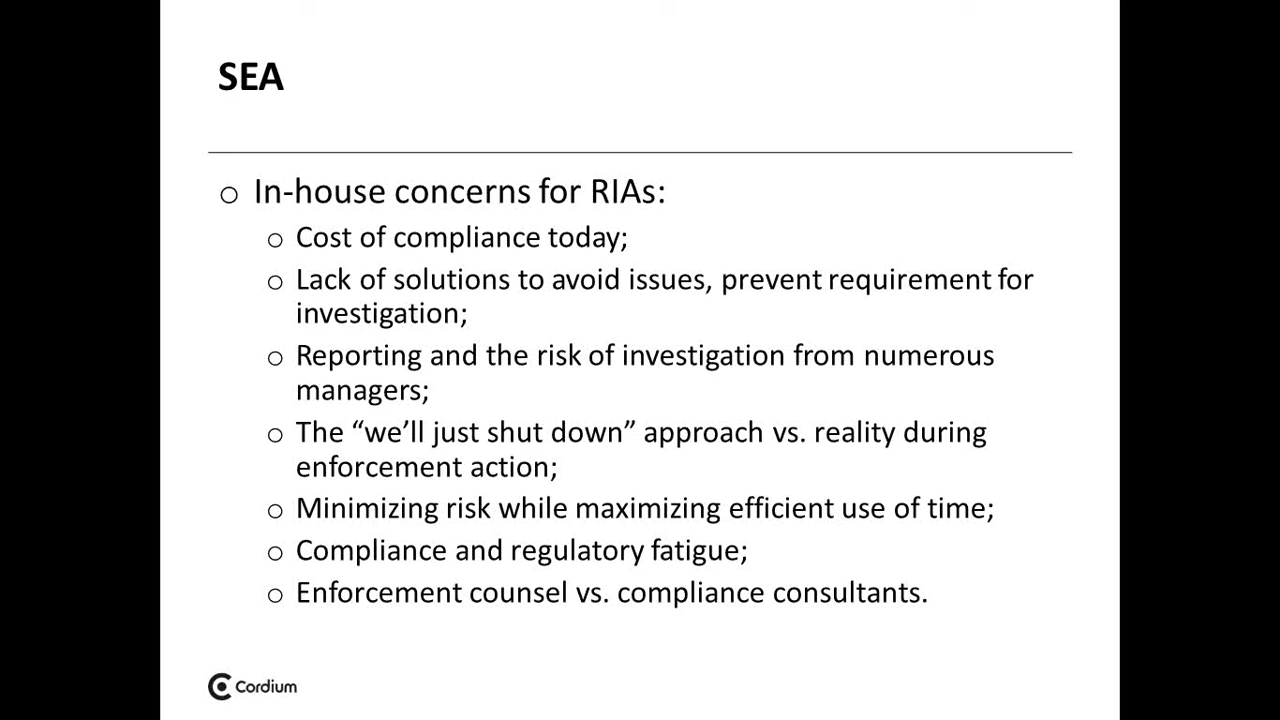 SEA
o In-house concerns for RIAs:
o Cost of compliance today;
o Lack of solutions to avoid issues, prevent requirement for
investigation;
o Reporting and the risk of investigation from numerous
managers;
o The “we’ll just shut down” approach vs. reality during
enforcement action;
o Minimizing risk while maximizing efficient use of time;
o Compliance and regulatory fatigue;
o Enforcement counsel vs. compliance consultants.
Cordium